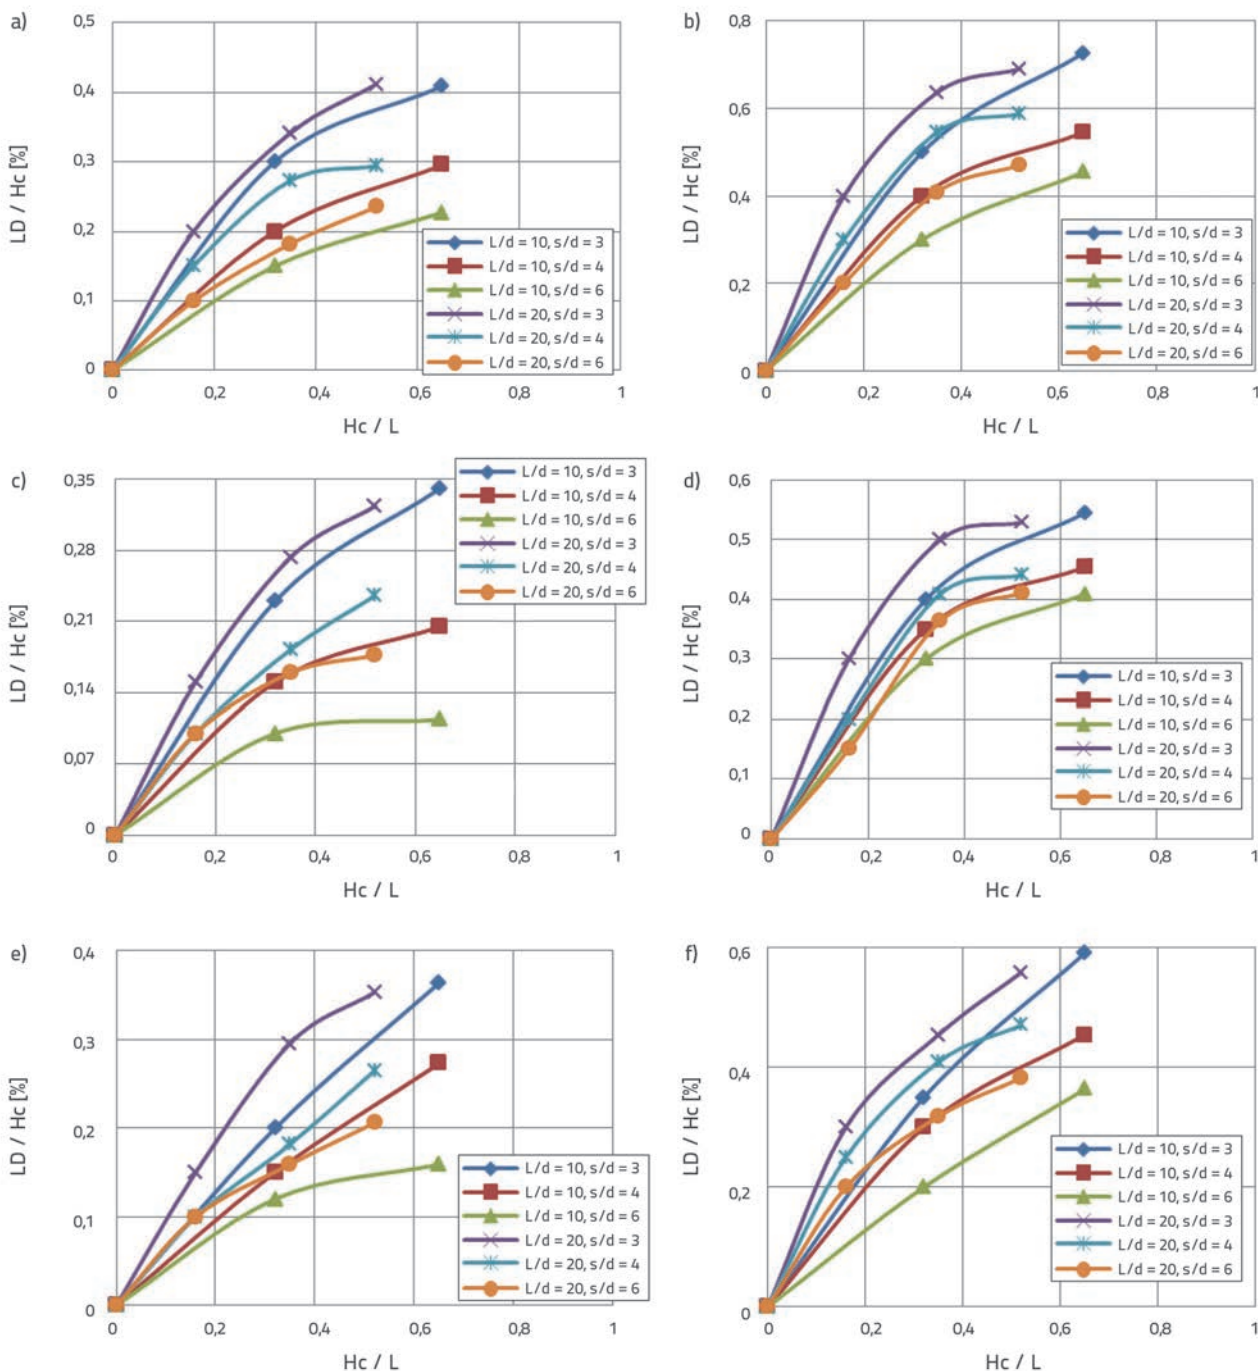 a)
0,5
0,4
0,3
0,2
0,1
0
LD / Hc [%]
L/d = 10, s/d = 3
L/d = 10, s/d = 4
L/d = 10, s/d = 6
L/d = 20, s/d = 3
L/d = 20, s/d = 4
L/d = 20, s/d = 6
0 0,2 0,4 0,6 0,8 1
Hc / L
b)
0,8
0,6
0,4
0,2
0
LD / Hc [%]
L/d = 10, s/d = 3
L/d = 10, s/d = 4
L/d = 10, s/d = 6
L/d = 20, s/d = 3
L/d = 20, s/d = 4
L/d = 20, s/d = 6
0 0,2 0,4 0,6 0,8 1
Hc / L
c)
0,35
0,28
0,21
0,14
0,07
0
LD / Hc [%]
L/d = 10, s/d = 3
L/d = 10, s/d = 4
L/d = 10, s/d = 6
L/d = 20, s/d = 3
L/d = 20, s/d = 4
L/d = 20, s/d = 6
0 0,2 0,4 0,6 0,8 1
Hc / L
d)
0,6
0,5
0,4
0,3
0,2
0,1
0
LD / Hc [%]
L/d = 10, s/d = 3
L/d = 10, s/d = 4
L/d = 10, s/d = 6
L/d = 20, s/d = 3
L/d = 20, s/d = 4
L/d = 20, s/d = 6
0 0,2 0,4 0,6 0,8 1
Hc / L
e)
0,4
0,3
0,2
0,1
0
LD / Hc [%]
L/d = 10, s/d = 3
L/d = 10, s/d = 4
L/d = 10, s/d = 6
L/d = 20, s/d = 3
L/d = 20, s/d = 4
L/d = 20, s/d = 6
0 0,2 0,4 0,6 0,8 1
Hc / L
f)
0,6
0,4
0,2
0
LD / Hc [%]
L/d = 10, s/d = 3
L/d = 10, s/d = 4
L/d = 10, s/d = 6
L/d = 20, s/d = 3
L/d = 20, s/d = 4
L/d = 20, s/d = 6
0 0,2 0,4 0,6 0,8 1
Hc / L